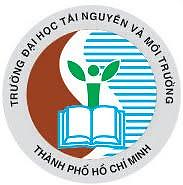 TRƯỜNG ĐẠI HỌC TÀI NGUYÊN VÀ MÔI TRƯỜNG
THÀNH PHỐ HỒ CHÍ MINH